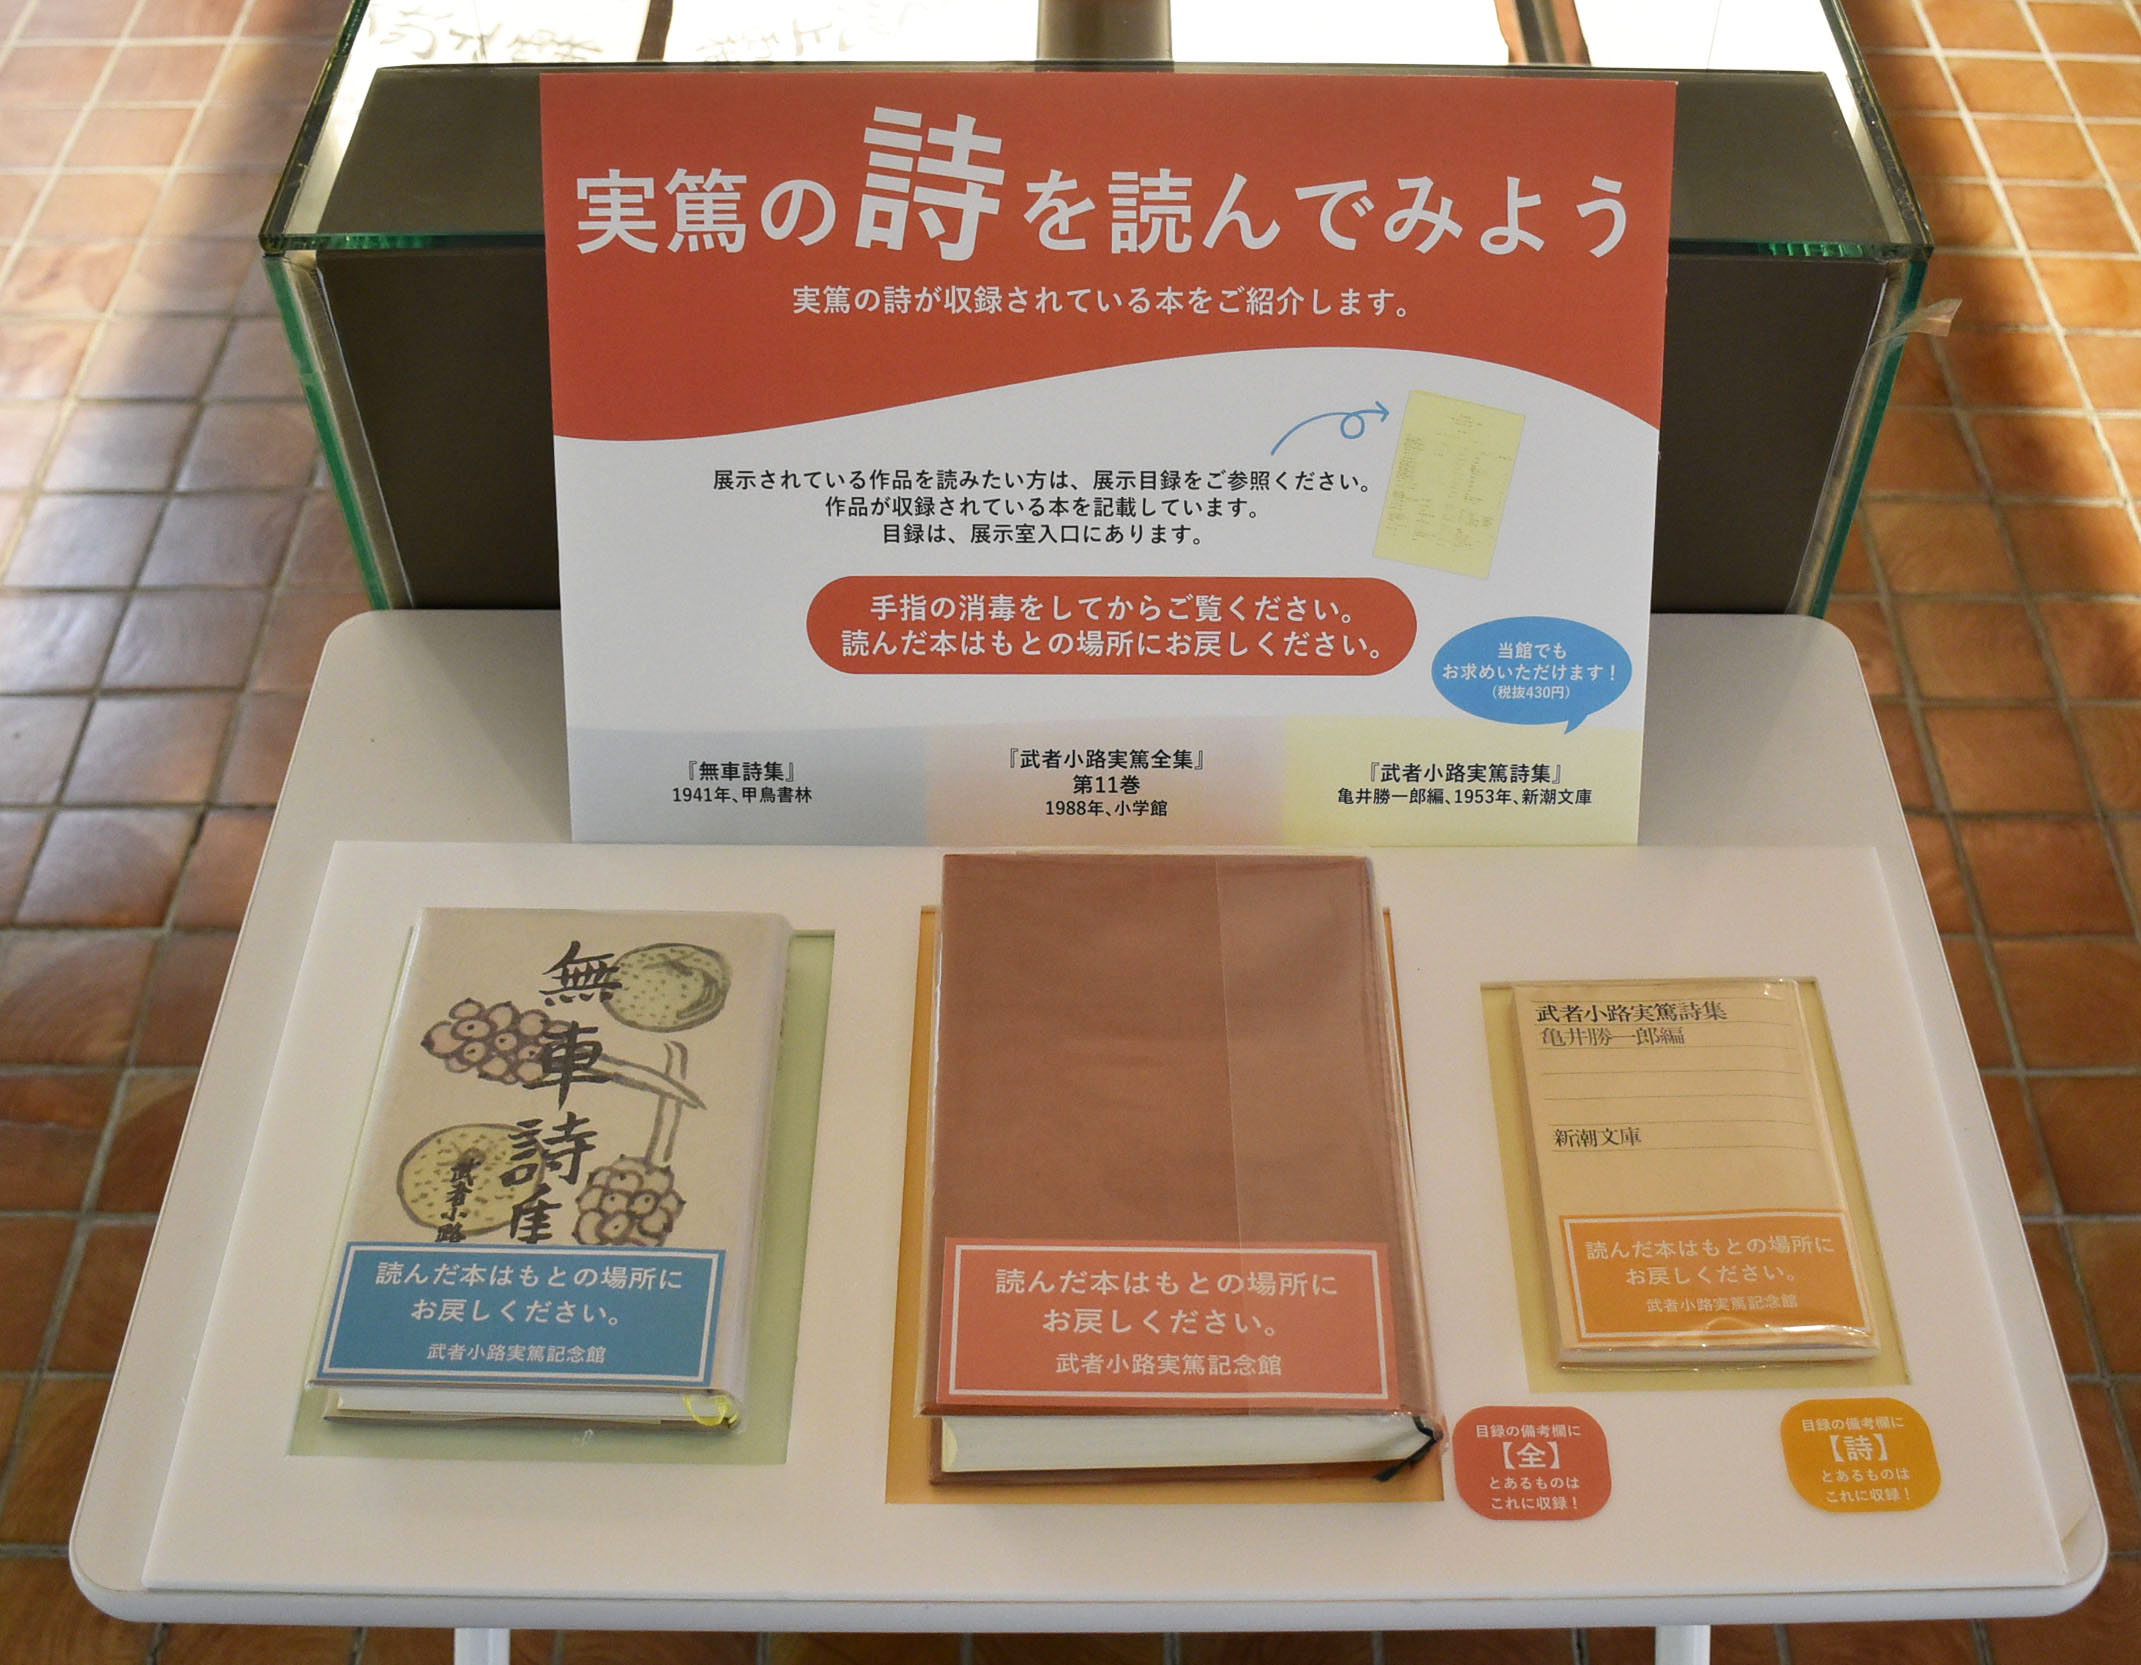 実篤の詩を読んでみよう
実篤の詩が収録されている本をご紹介します。
展示されている作品を読みたい方は、展示目録をご参照ください。
作品が収録されている本を記載しています。
目録は、展示室入口にあります。
手指の消毒をしてからご覧ください。
読んだ本はもとの場所にお戻しください。
当館でも
お求めいただけます！
（税抜430円）
『無車詩集』
1941年、甲鳥書林
『武者小路実篤全集』
第11巻
1988年、小学館
『武者小路実篤詩集』
亀井勝一郎編、1953年、新潮文庫
無車詩集
武者小路
読んだ本はもとの場所に
お戻しください。
武者小路実篤記念館
読んだ本はもとの場所に
お戻しください。
武者小路実篤記念館
武者小路実篤詩集
亀井勝一郎編
新潮文庫
読んだ本はもとの場所に
お戻しください。
武者小路実篤記念館
目録の備考欄に
【全】
とあるものは
これに収録！
目録の備考欄に
【詩】
とあるものは
これに収録！